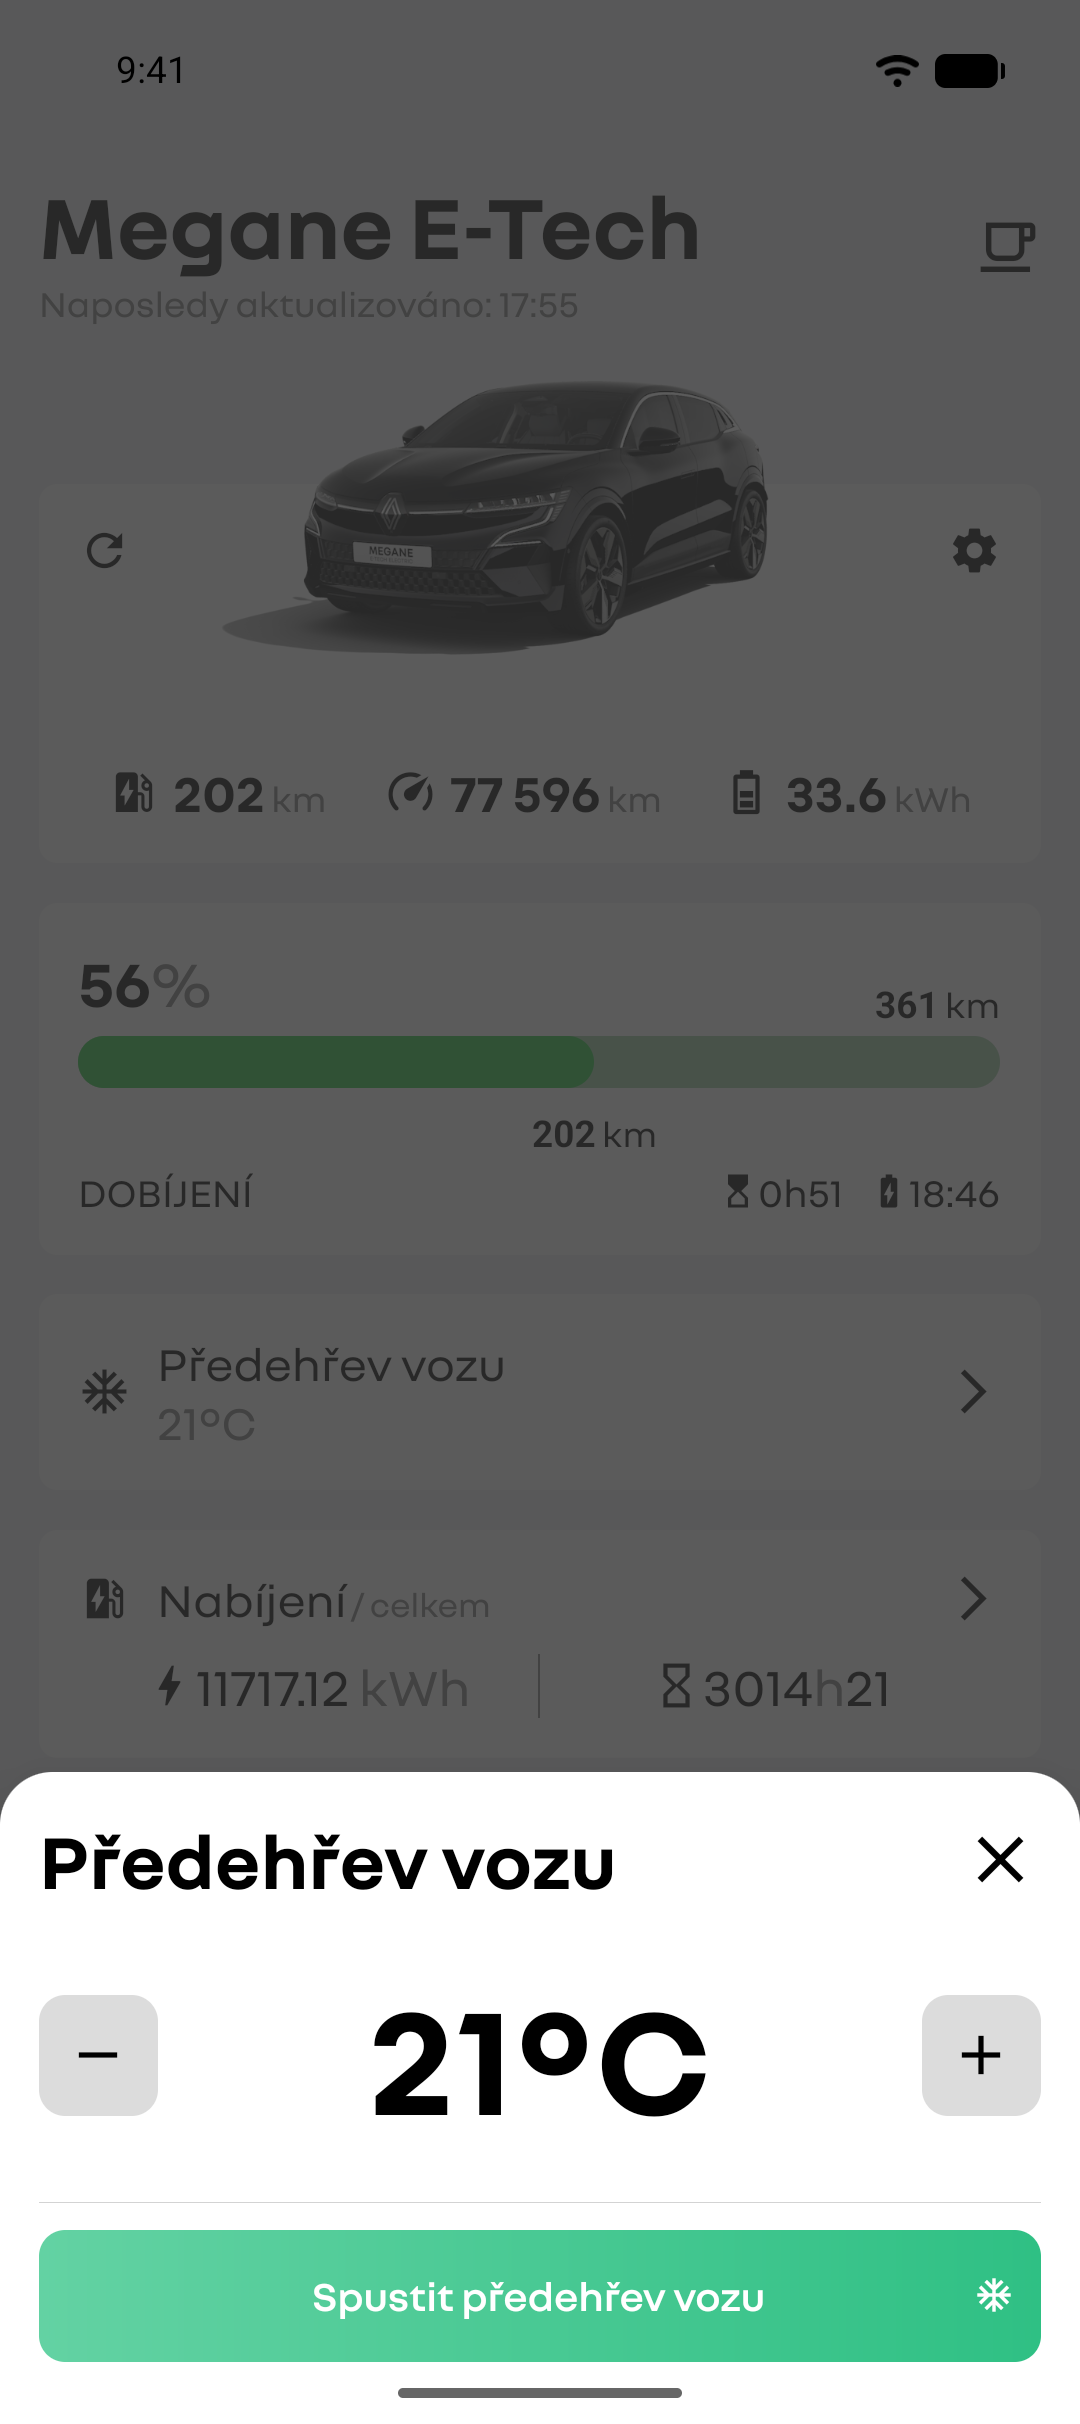 9:41
Megane E-Tech
Naposledy aktualizováno: 17:55
MEGANE
202 km
77 596 km
33.6 kWh
56%
361 km
202 km
DOBÍJENÍ
0h51
18:46
Předehřev vozu
21°C
Nabíjení / celkem
11717.12 kWh
3014h21
Předehřev vozu
− 21°C +
Spustit předehřev vozu